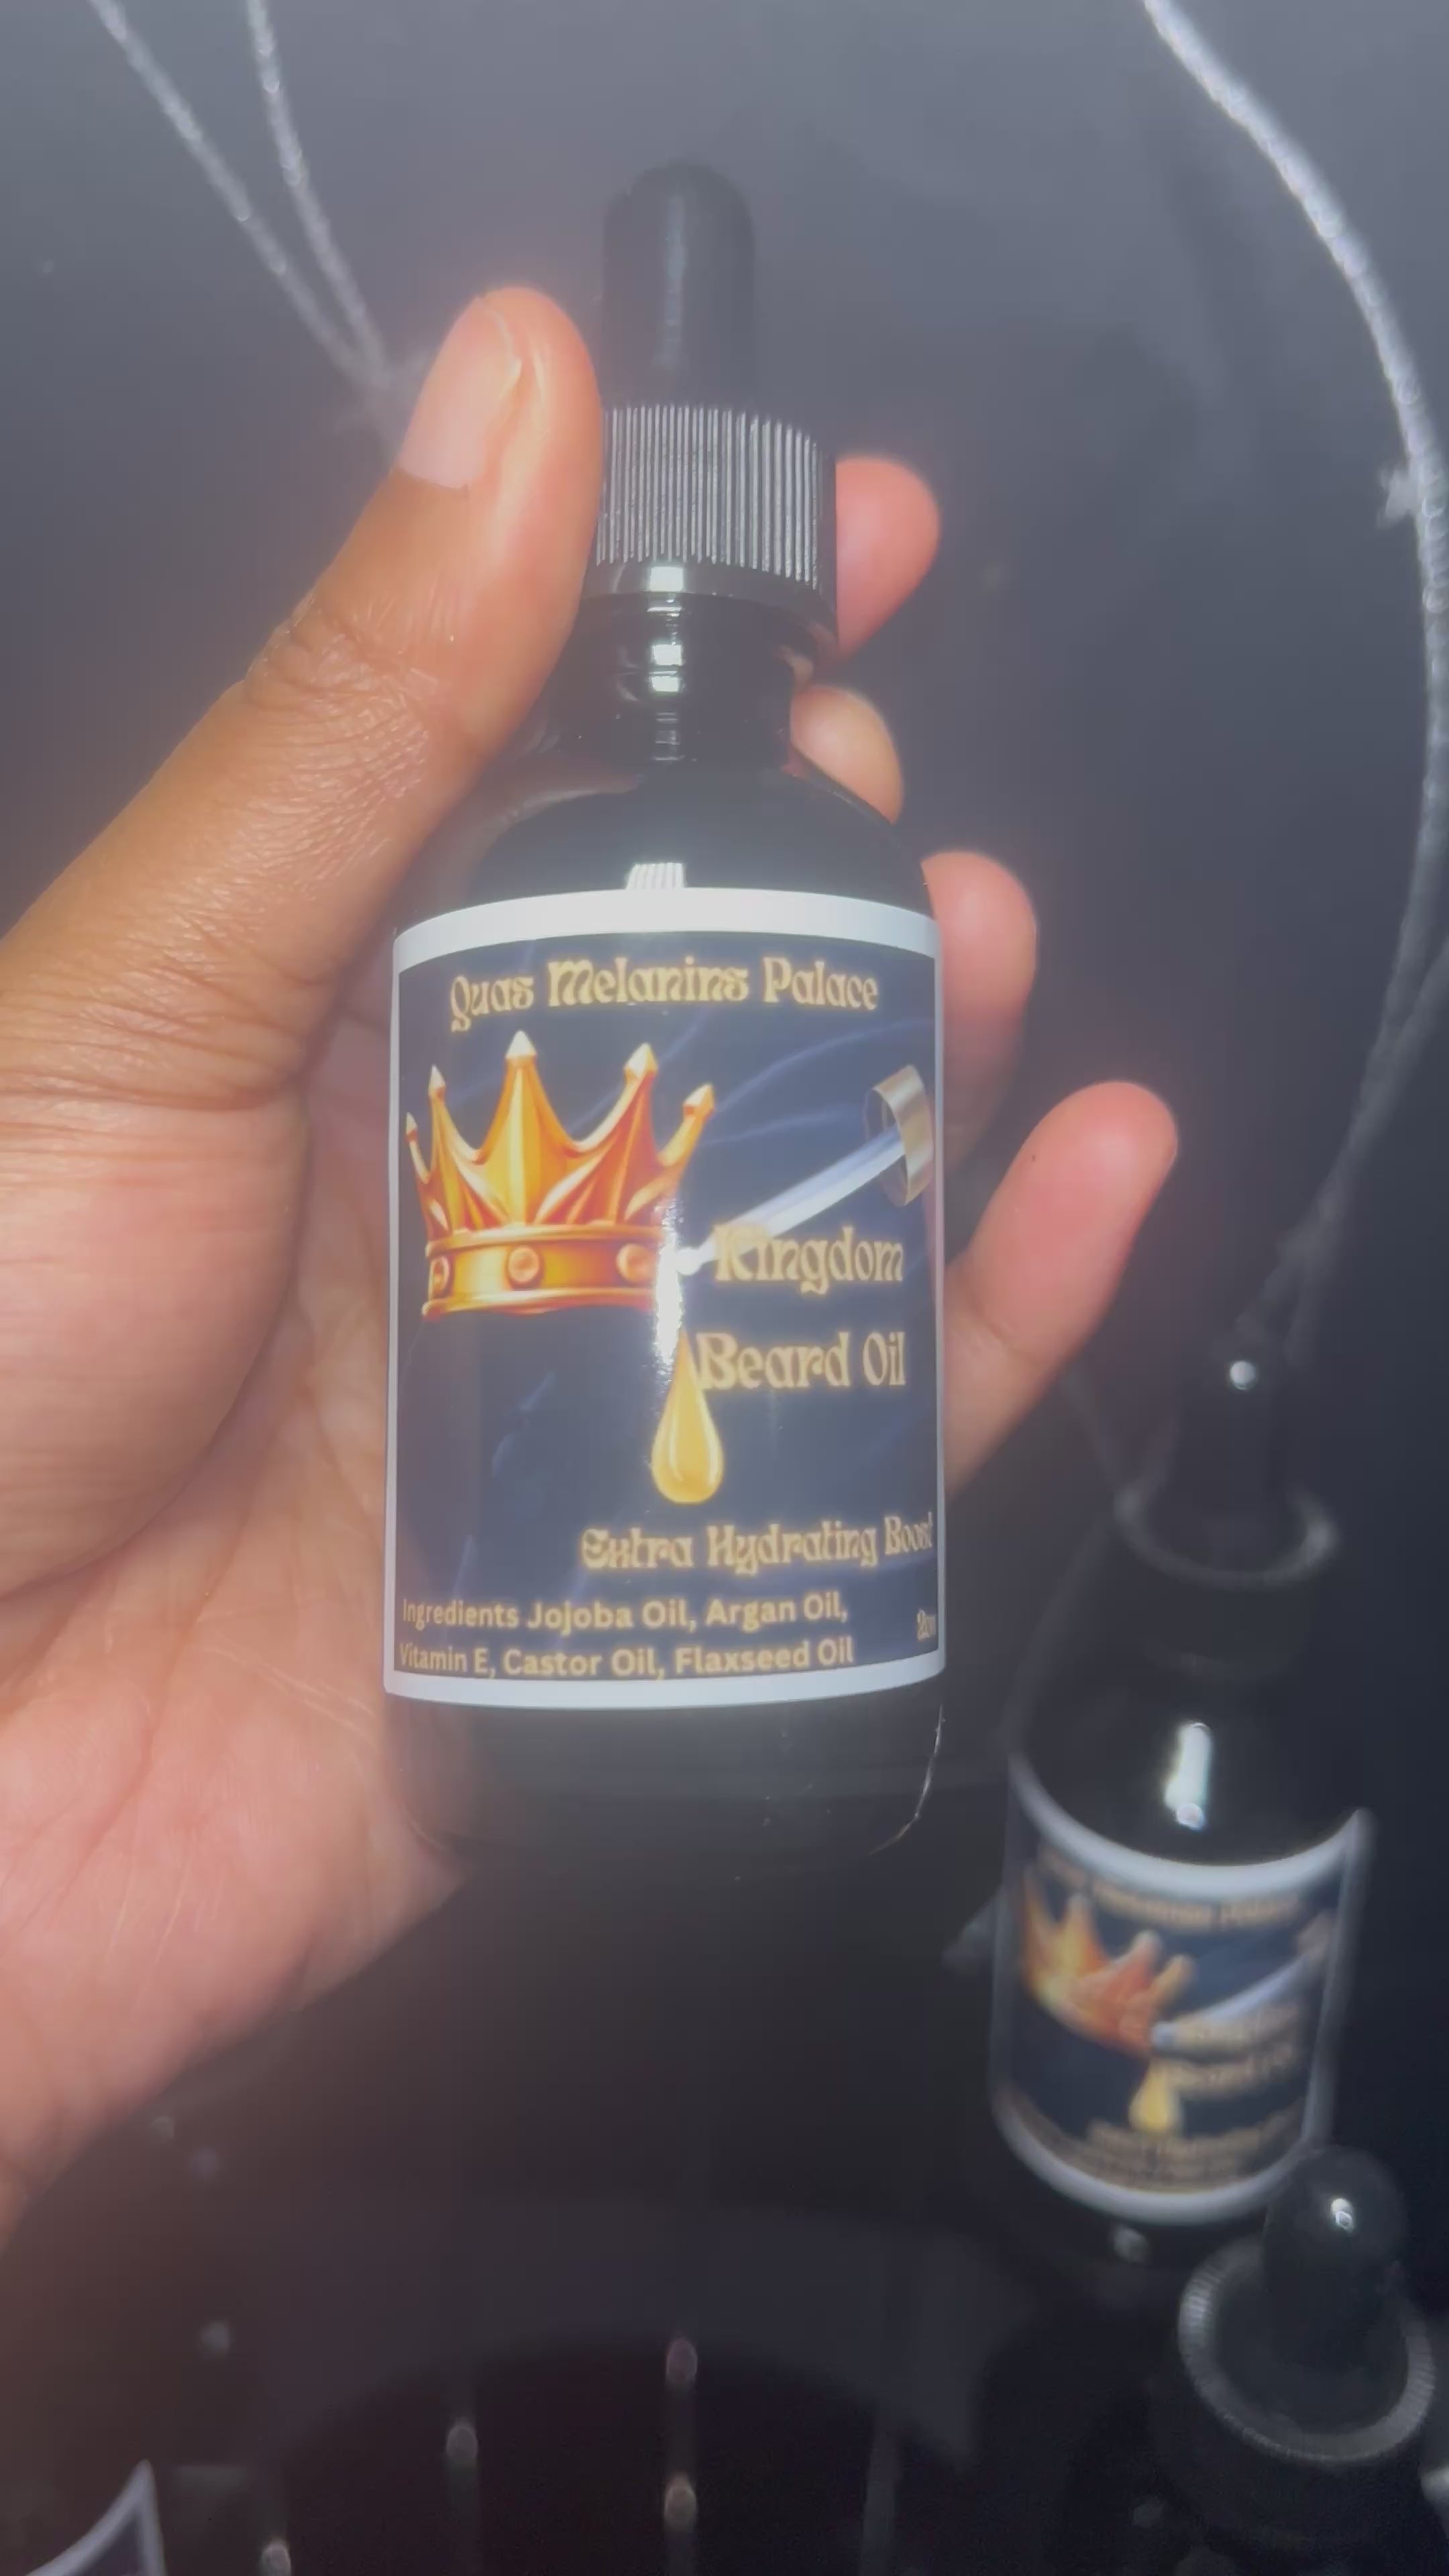 Quas Melanins Palace
Kingdom
Beard Oil
Extra Hydrating Boost
Ingredients Jojoba Oil, Argan Oil,
Vitamin E, Castor Oil, Flaxseed Oil